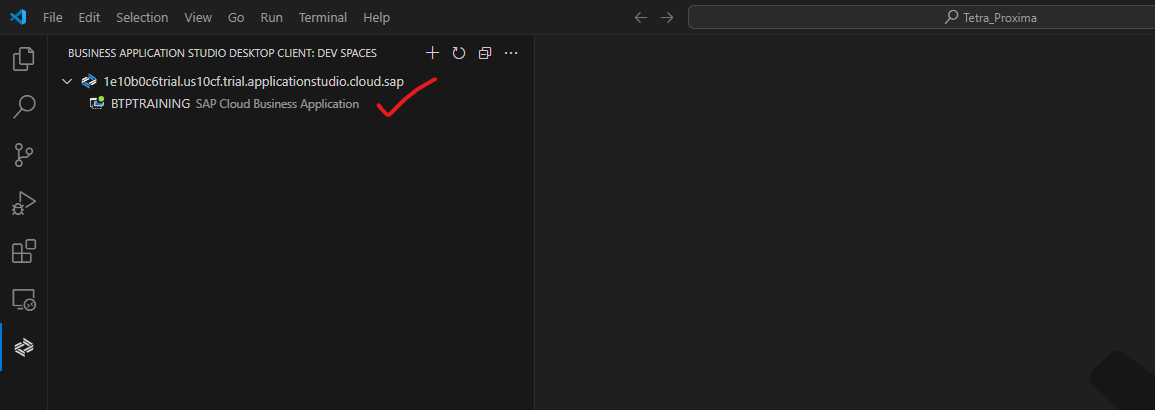 File Edit Selection View Go Run Terminal Help Tetra_Proxima
BUSINESS APPLICATION STUDIO DESKTOP CLIENT: DEV SPACES
1e10b0c6trial.us10cf.trial.applicationstudio.cloud.sap
BTPTRAINING SAP Cloud Business Application